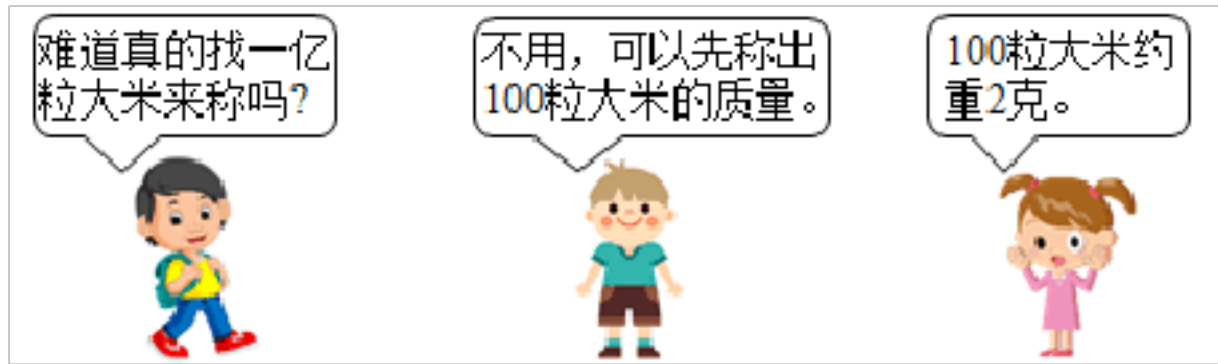 难道真的找一亿
粒大米来称吗?
不用，可以先称出
100粒大米的质量。
100粒大米约
重2克。